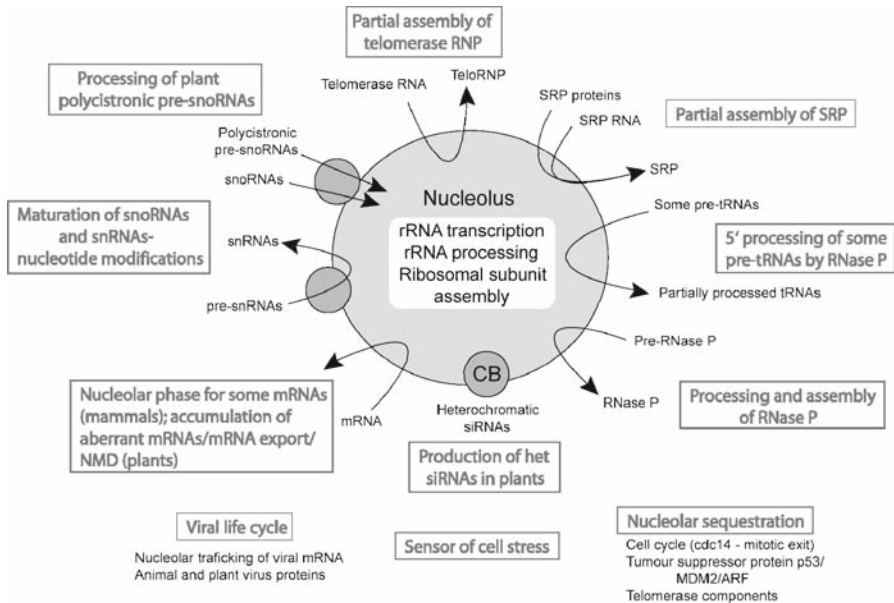 Partial assembly of
telomerase RNP
Processing of plant
polycistronic pre-snoRNAs
Telomerase RNA
TeloRNP
SRP proteins
SRP RNA
Partial assembly of SRP
SRP
Polycistronic
pre-snoRNAs
snoRNAs
Nucleolus
rRNA transcription
rRNA processing
Ribosomal subunit
assembly
Some pre-tRNAs
Maturation of snoRNAs
and snRNAs-
nucleotide modifications
snRNAs
pre-snRNAs
5' processing of some
pre-tRNAs by RNase P
Partially processed tRNAs
Pre-RNase P
RNase P
CB
Heterochromatic
siRNAs
mRNA
Nucleolar phase for some mRNAs
(mammals); accumulation of
aberrant mRNAs/mRNA export/
NMD (plants)
Processing and assembly
of RNase P
Production of het
siRNAs in plants
Viral life cycle
Nucleolar traficking of viral mRNA
Animal and plant virus proteins
Sensor of cell stress
Nucleolar sequestration
Cell cycle (cdc14 - mitotic exit)
Tumour suppressor protein p53/
MDM2/ARF
Telomerase components